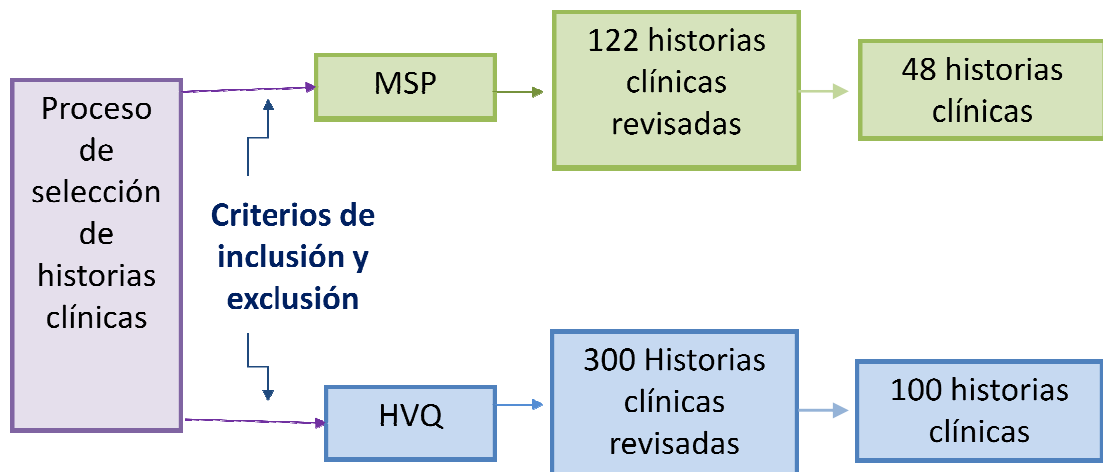 Proceso
de
selección
de
historias
clínicas
Criterios de
inclusión y
exclusión
MSP
122 historias
clínicas
revisadas
48 historias
clínicas
HVQ
300 Historias
clínicas
revisadas
100 historias
clínicas